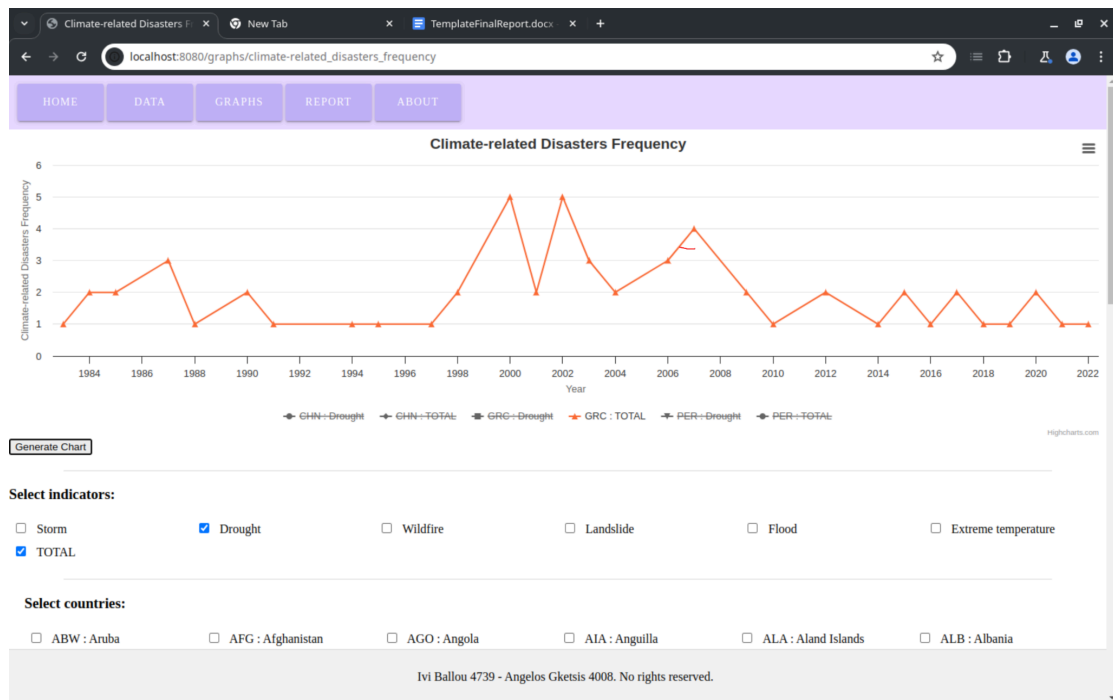 Climate-related Disasters Fr
New Tab
TemplateFinalReport.docx
localhost:8080/graphs/climate-related_disasters_frequency
HOME DATA GRAPHS REPORT ABOUT
Climate-related Disasters Frequency
Climate-related Disasters Frequency
6
5
4
3
2
1
0
1984 1986 1988 1990 1992 1994 1996 1998 2000 2002 2004 2006 2008 2010 2012 2014 2016 2018 2020 2022
Year
CHN : Drought CHN : TOTAL GRC : Drought GRC : TOTAL PER : Drought PER : TOTAL
Highcharts.com
Generate Chart
Select indicators:
Storm Drought Wildfire Landslide Flood Extreme temperature
TOTAL
Select countries:
ABW : Aruba AFG : Afghanistan AGO : Angola AIA : Anguilla ALA : Aland Islands ALB : Albania
Ivi Ballou 4739 - Angelos Gketsis 4008. No rights reserved.